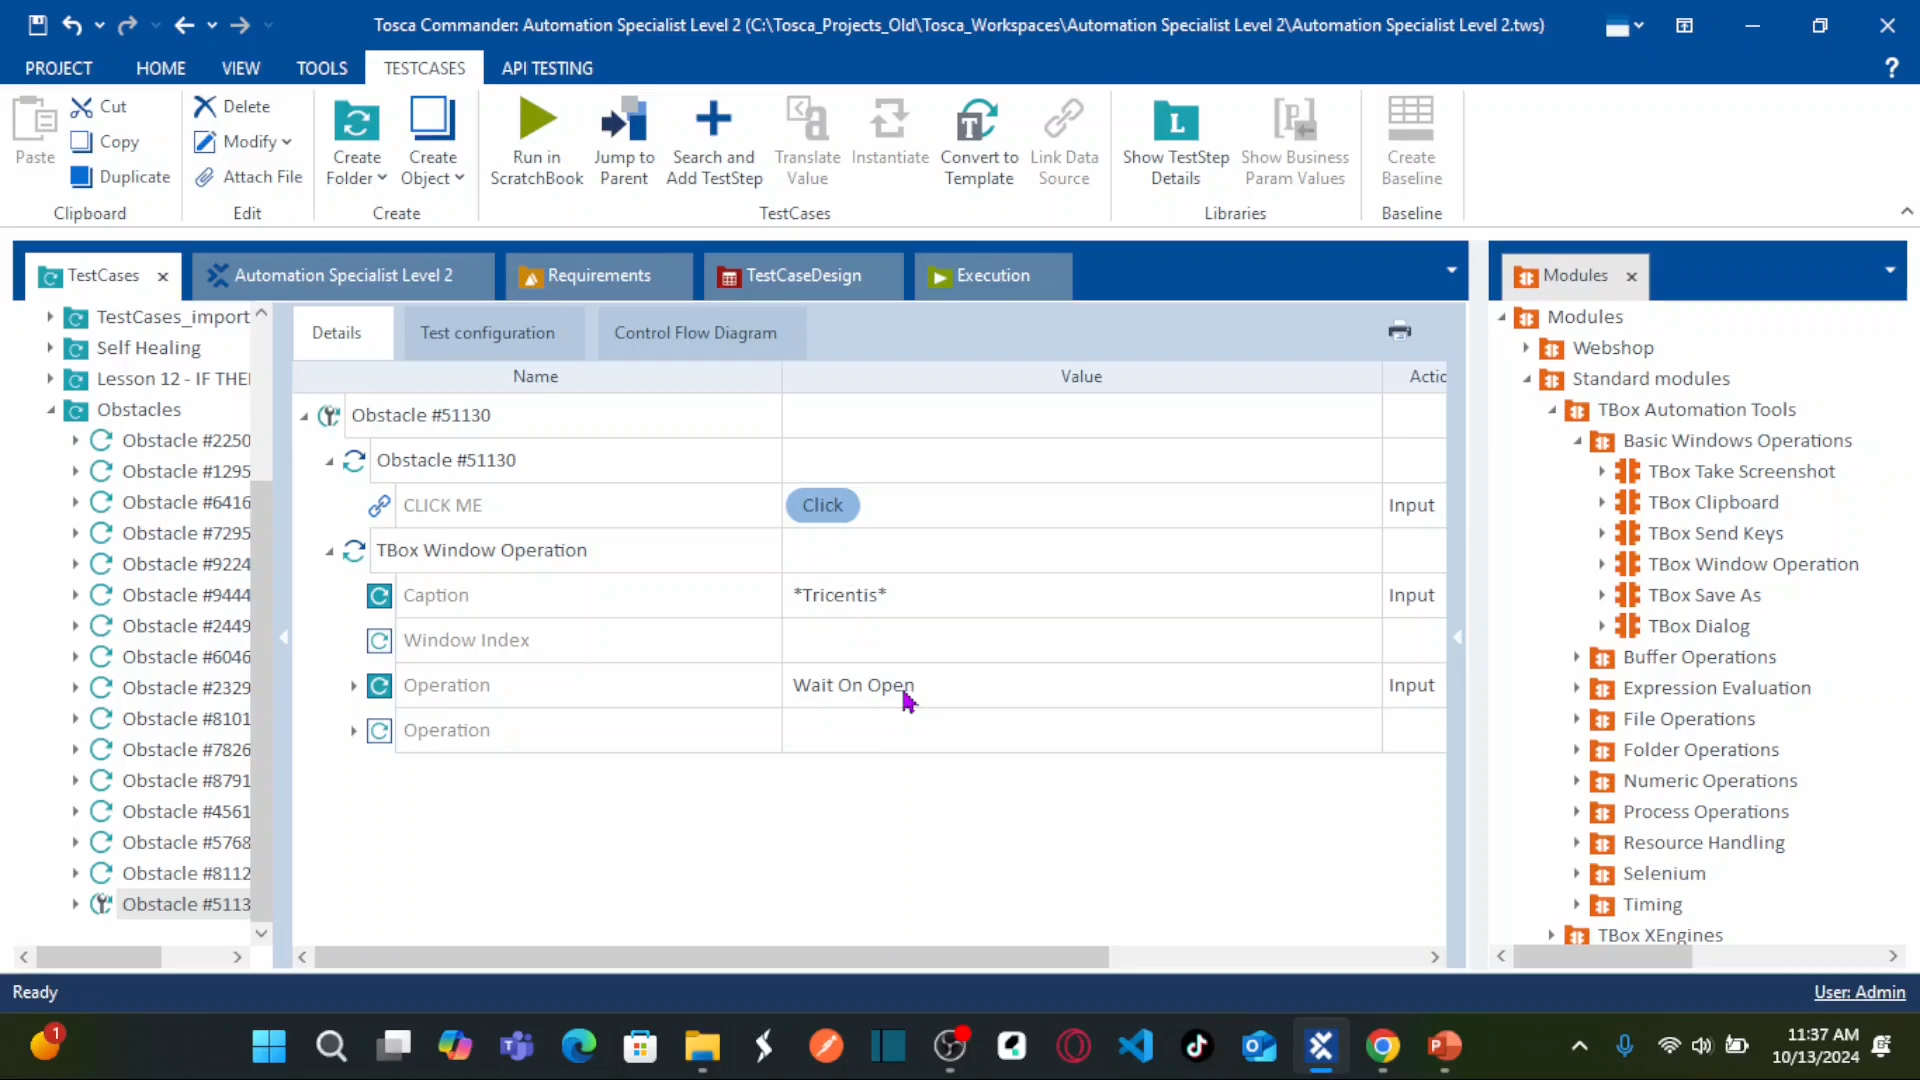 Tosca Commander: Automation Specialist Level 2 (C:\Tosca_Projects_Old\Tosca_Workspaces\Automation Specialist Level 2\Automation Specialist Level 2.tws)
PROJECT HOME VIEW TOOLS TESTCASES API TESTING ?
Paste
Cut
Copy
Duplicate
Clipboard
Delete
Modify
Attach File
Edit
Create Folder
Create Object
Create
Run in ScratchBook
Jump to Parent
Search and Add TestStep
Translate Value
Instantiate
Convert to Template
Link Data Source
TestCases
Show TestStep Details
Show Business Param Values
Libraries
Create Baseline
Baseline
TestCases
Automation Specialist Level 2
Requirements
TestCaseDesign
Execution
Modules
TestCases_import
Self Healing
Lesson 12 - IF THE
Obstacles
Obstacle #2250
Obstacle #1295
Obstacle #6416
Obstacle #7295
Obstacle #9224
Obstacle #9444
Obstacle #2449
Obstacle #6046
Obstacle #2329
Obstacle #8101
Obstacle #7826
Obstacle #8791
Obstacle #4561
Obstacle #5768
Obstacle #8112
Obstacle #5113
Details Test configuration Control Flow Diagram
Name Value Actic
Obstacle #51130
Obstacle #51130
CLICK ME Click Input
TBox Window Operation
Caption *Tricentis* Input
Window Index
Operation Wait On Open Input
Operation
Modules
Webshop
Standard modules
TBox Automation Tools
Basic Windows Operations
TBox Take Screenshot
TBox Clipboard
TBox Send Keys
TBox Window Operation
TBox Save As
TBox Dialog
Buffer Operations
Expression Evaluation
File Operations
Folder Operations
Numeric Operations
Process Operations
Resource Handling
Selenium
Timing
TBox XEngines
Ready User: Admin
1
11:37 AM
10/13/2024